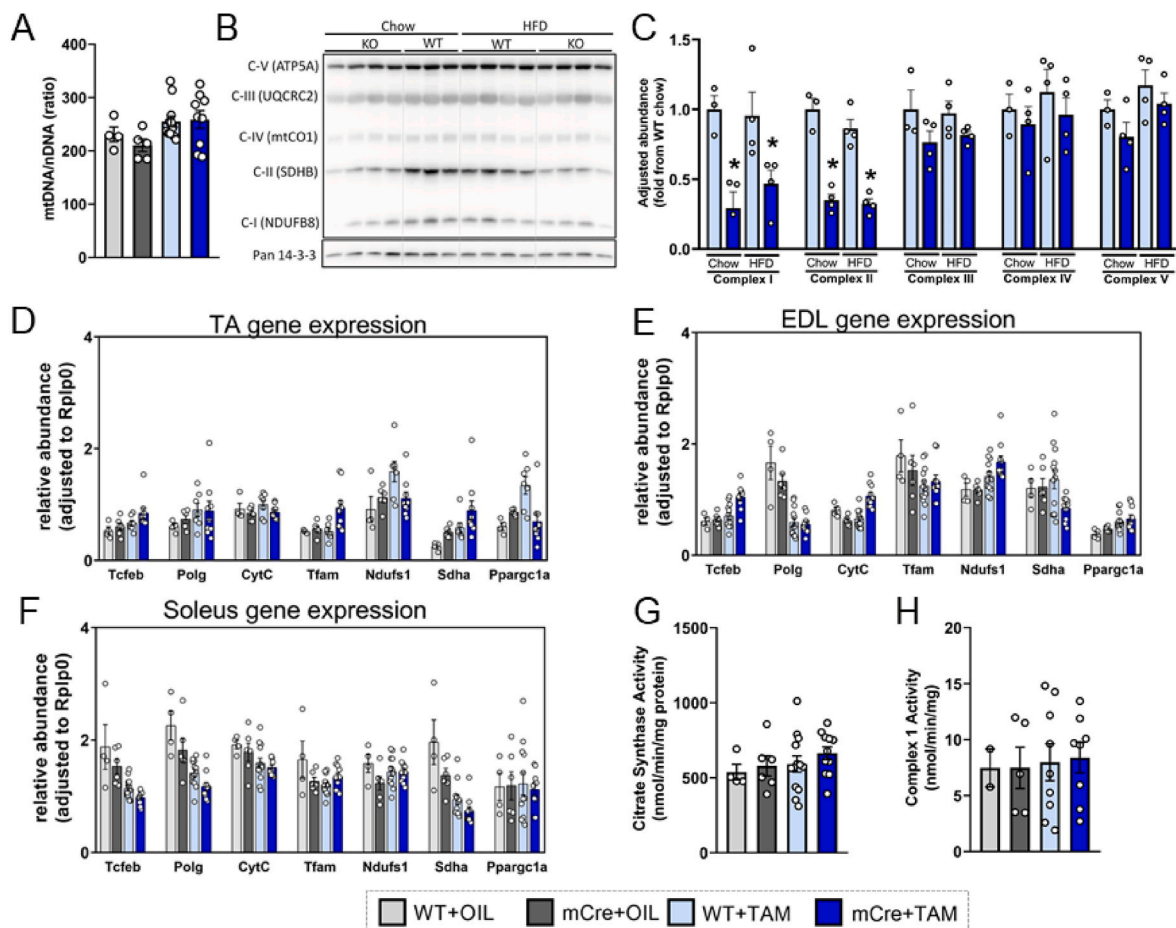 A
mtDNA/nDNA (ratio)
400
300
200
100
0
B
Chow
HFD
KO
WT
WT
KO
C-V (ATP5A)
C-III (UQCRC2)
C-IV (mtCO1)
C-II (SDHB)
C-I (NDUFB8)
Pan 14-3-3
C
Adjusted abundance
(fold from WT chow)
1.5
1.0
0.5
0.0
* * * *
Chow HFD Chow HFD Chow HFD Chow HFD Chow HFD
Complex I Complex II Complex III Complex IV Complex V
D
TA gene expression
relative abundance
(adjusted to Rplp0)
4
2
0
Tcfeb Polg CytC Tfam Ndufs1 Sdha Ppargc1a
E
EDL gene expression
relative abundance
(adjusted to Rplp0)
4
2
0
Tcfeb Polg CytC Tfam Ndufs1 Sdha Ppargc1a
F
Soleus gene expression
relative abundance
(adjusted to Rplp0)
4
3
2
1
0
Tcfeb Polg CytC Tfam Ndufs1 Sdha Ppargc1a
G
Citrate Synthase Activity
(nmol/min/mg protein)
1500
1000
500
0
H
Complex 1 Activity
(nmol/min/mg)
20
15
10
5
0
WT+OIL mCre+OIL WT+TAM mCre+TAM